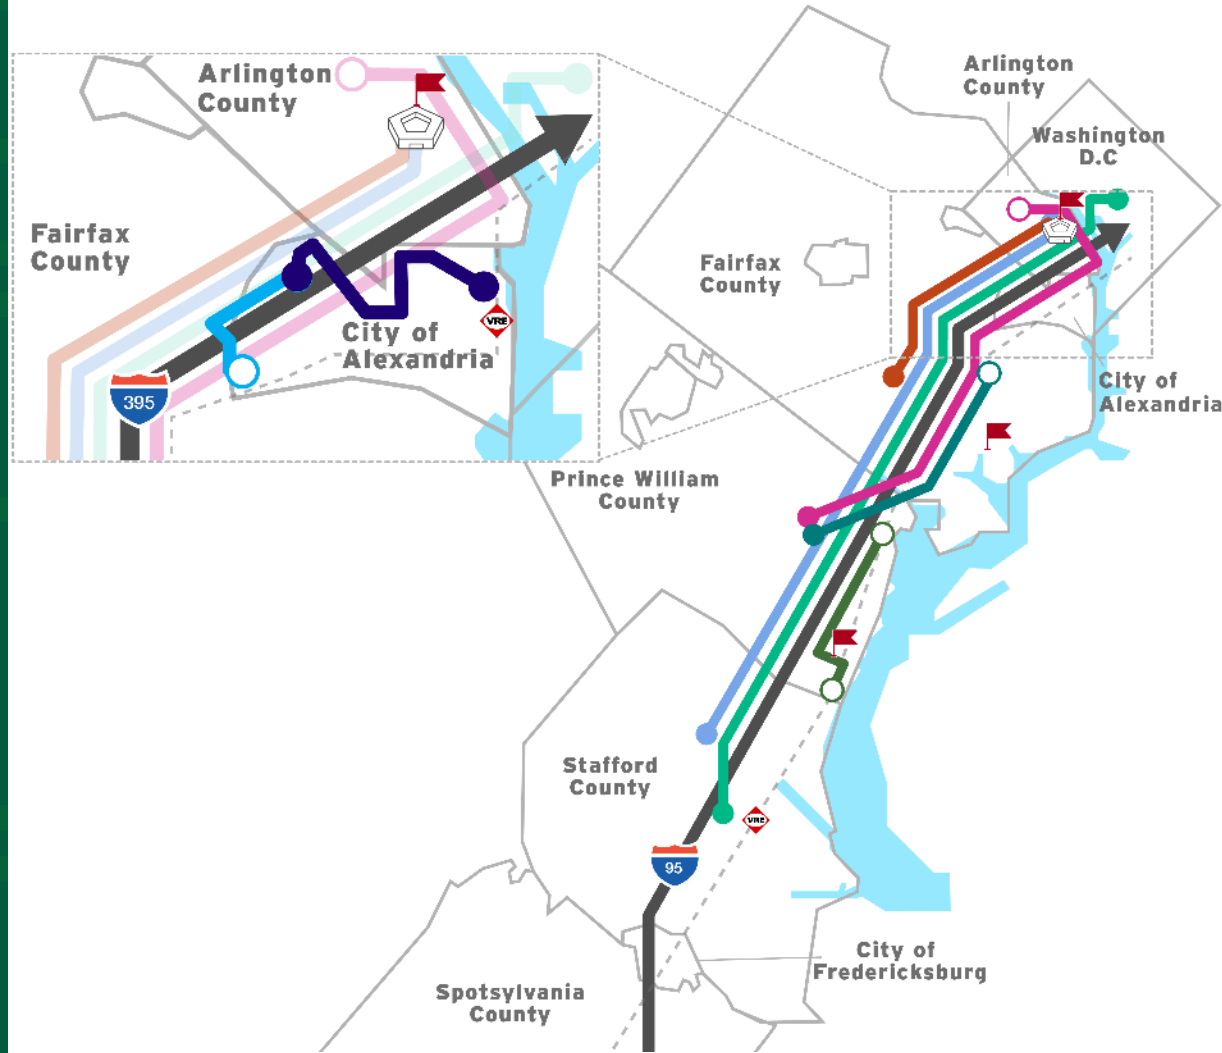 Arlington
County
Fairfax
County
City of
Alexandria
VRE
395
Arlington
County
Washington
D.C
Fairfax
County
City of
Alexandria
Prince William
County
Stafford
County
VRE
95
City of
Fredericksburg
Spotsylvania
County